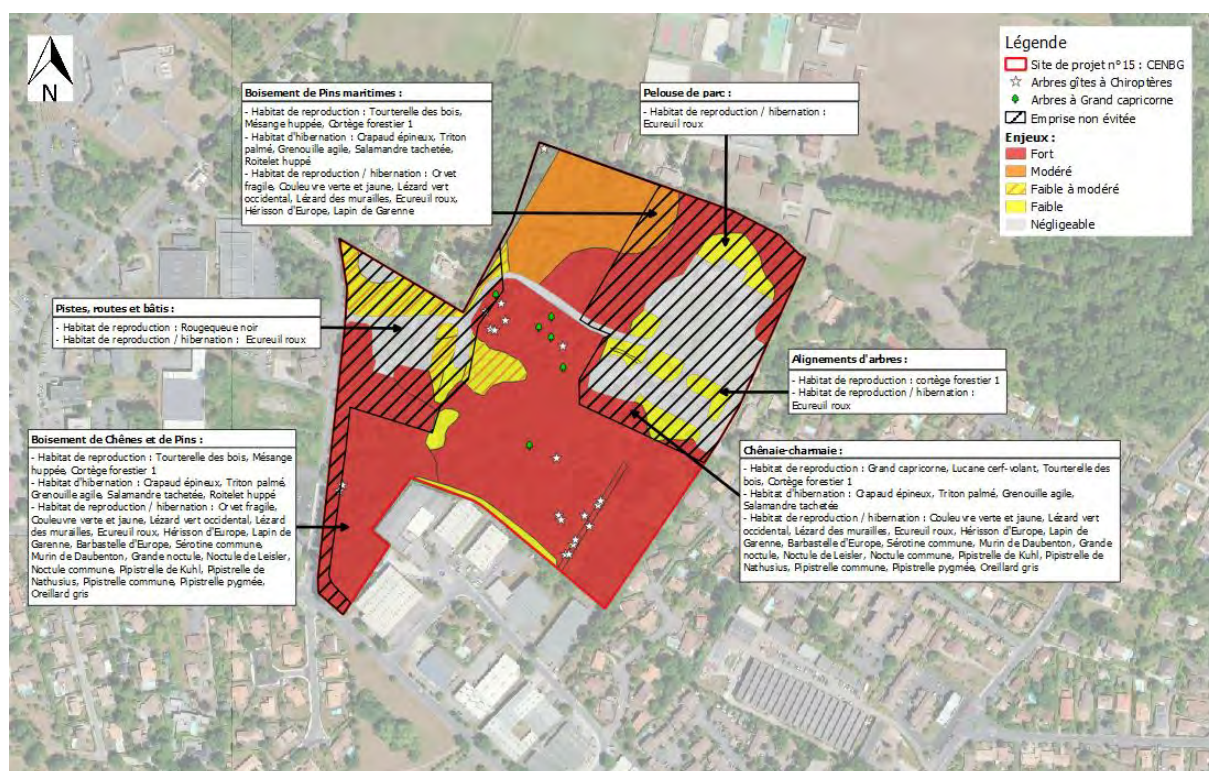 N
Légende
Site de projet n°15 : CENBG
Arbres gîtes à Chiroptères
Arbres à Grand capricorne
Emprise non évitée
Enjeux :
Fort
Modéré
Faible à modéré
Faible
Négligeable
Boisement de Pins maritimes :
- Habitat de reproduction : Tourterelle des bois,
Mésange huppée, Cortège forestier 1
- Habitat d'hibernation : Crapaud épineux, Triton
palmé, Grenouille agile, Salamandre tachetée,
Roitelet huppé
- Habitat de reproduction / hibernation : Orvet
fragile, Couleuvre verte et jaune, Lézard vert
occidental, Lézard des murailles, Ecureuil roux,
Hérisson d'Europe, Lapin de Garenne
Pelouse de parc :
- Habitat de reproduction / hibernation :
Ecureuil roux
Pistes, routes et bâtis :
- Habitat de reproduction : Rougequeue noir
- Habitat de reproduction / hibernation : Ecureuil roux
Alignements d'arbres :
- Habitat de reproduction : cortège forestier 1
- Habitat de reproduction / hibernation :
Ecureuil roux
Boisement de Chênes et de Pins :
- Habitat de reproduction : Tourterelle des bois, Mésange
huppée, Cortège forestier 1
- Habitat d'hibernation : Crapaud épineux, Triton palmé,
Grenouille agile, Salamandre tachetée, Roitelet huppé
- Habitat de reproduction / hibernation : Orvet fragile,
Couleuvre verte et jaune, Lézard vert occidental, Lézard
des murailles, Ecureuil roux, Hérisson d'Europe, Lapin de
Garenne, Barbastelle d'Europe, Sérotine commune,
Murin de Daubenton, Grande noctule, Noctule de Leisler,
Noctule commune, Pipistrelle de Kuhl, Pipistrelle de
Nathusius, Pipistrelle commune, Pipistrelle pygmée,
Oreillard gris
Chênaie-charmaie :
- Habitat de reproduction : Grand capricorne, Lucane cerf-volant, Tourterelle des
bois, Cortège forestier 1
- Habitat d'hibernation : Crapaud épineux, Triton palmé, Grenouille agile,
Salamandre tachetée
- Habitat de reproduction / hibernation : Couleuvre verte et jaune, Lézard vert
occidental, Lézard des murailles, Ecureuil roux, Hérisson d'Europe, Lapin de
Garenne, Barbastelle d'Europe, Sérotine commune, Murin de Daubenton, Grande
noctule, Noctule de Leisler, Noctule commune, Pipistrelle de Kuhl, Pipistrelle de
Nathusius, Pipistrelle commune, Pipistrelle pygmée, Oreillard gris